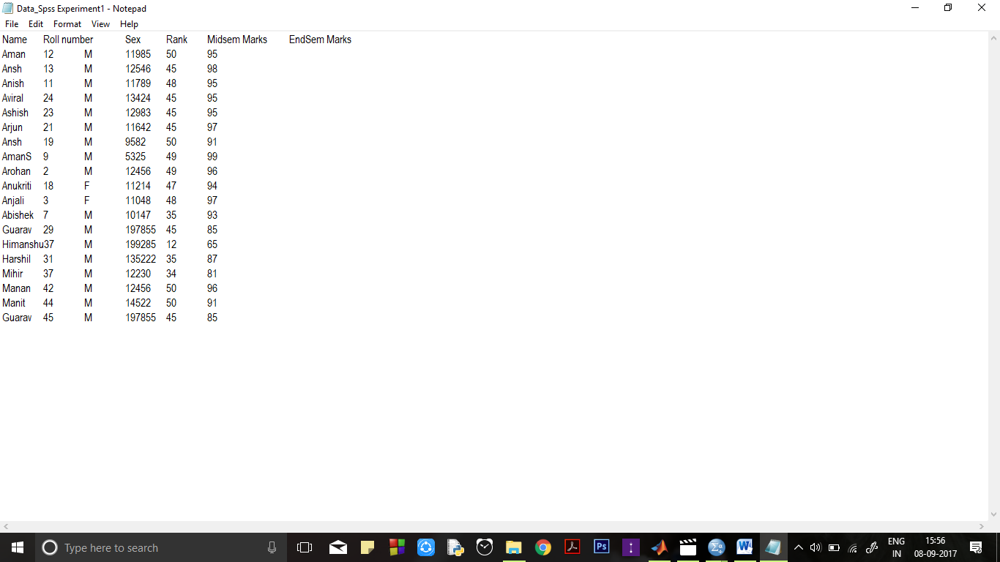 Data_Spss Experiment1 - Notepad
File Edit Format View Help
Name Roll number Sex Rank Midsem Marks EndSem Marks
Aman 12 M 11985 50 95
Ansh 13 M 12546 45 98
Anish 11 M 11789 48 95
Aviral 24 M 13424 45 95
Ashish 23 M 12983 45 95
Arjun 21 M 11642 45 97
Ansh 19 M 9582 50 91
AmanS 9 M 5325 49 99
Arohan 2 M 12456 49 96
Anukriti 18 F 11214 47 94
Anjali 3 F 11048 48 97
Abishek 7 M 10147 35 93
Guarav 29 M 197855 45 85
Himanshu37 M 199285 12 65
Harshil 31 M 135222 35 87
Mihir 37 M 12230 34 81
Manan 42 M 12456 50 96
Manit 44 M 14522 50 91
Guarav 45 M 197855 45 85
Type here to search Ps Σα W ENG 15:56
IN 08-09-2017